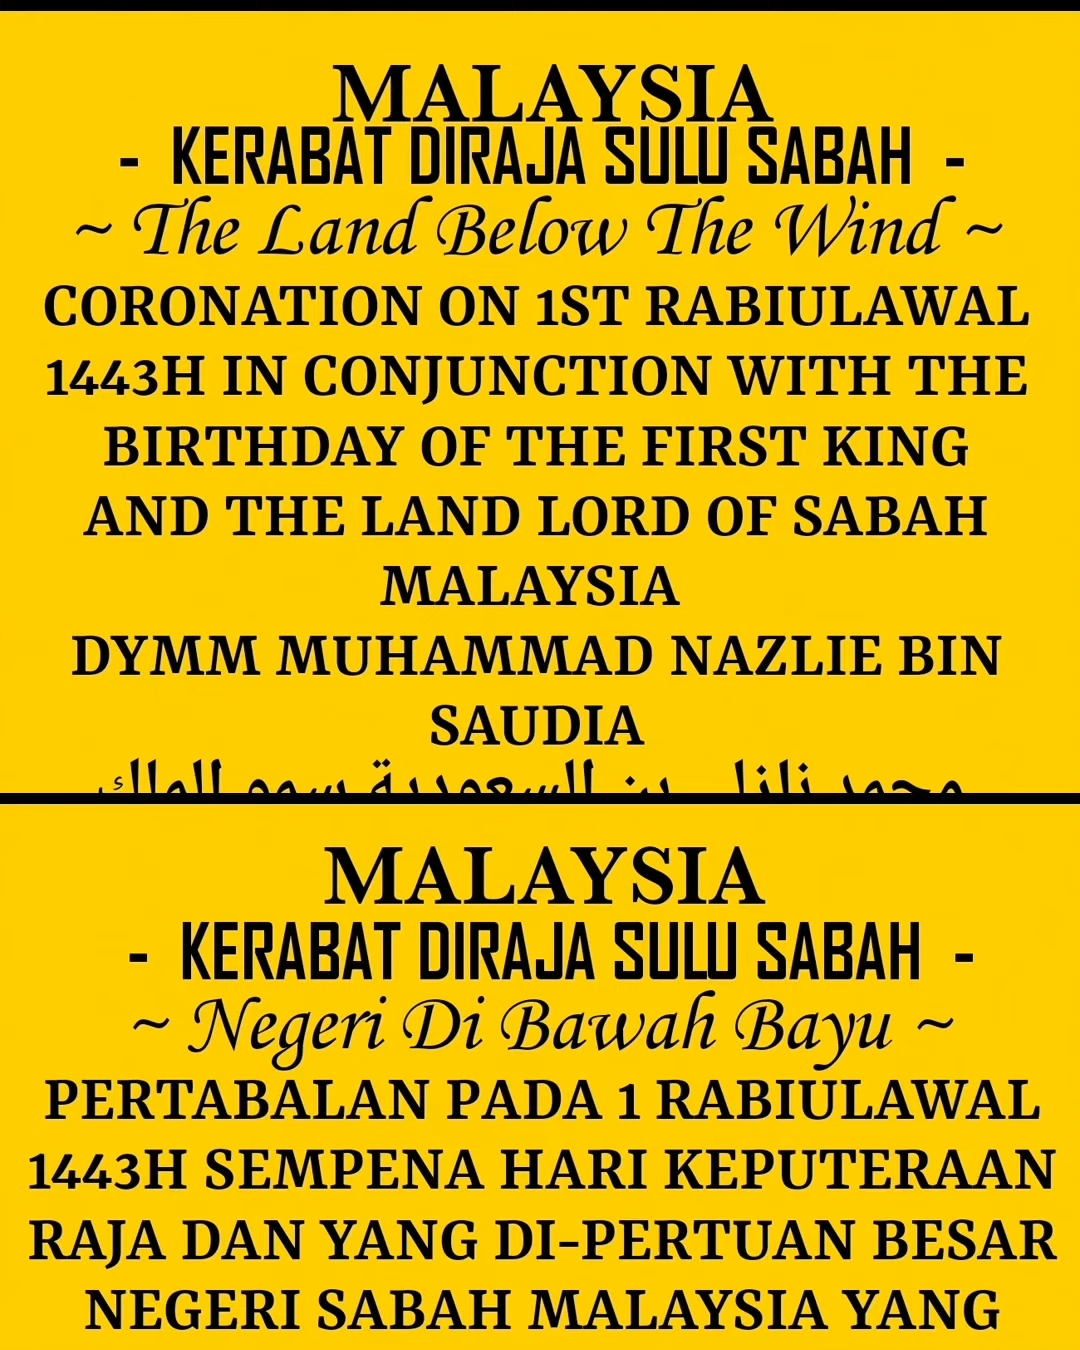 MALAYSIA
- KERABAT DIRAJA SULU SABAH -
~ The Land Below The Wind ~
CORONATION ON 1ST RABIULAWAL
1443H IN CONJUNCTION WITH THE
BIRTHDAY OF THE FIRST KING
AND THE LAND LORD OF SABAH
MALAYSIA
DYMM MUHAMMAD NAZLIE BIN
SAUDIA
MALAYSIA
- KERABAT DIRAJA SULU SABAH -
~ Negeri Di Bawah Bayu ~
PERTABALAN PADA 1 RABIULAWAL
1443H SEMPENA HARI KEPUTERAAN
RAJA DAN YANG DI-PERTUAN BESAR
NEGERI SABAH MALAYSIA YANG